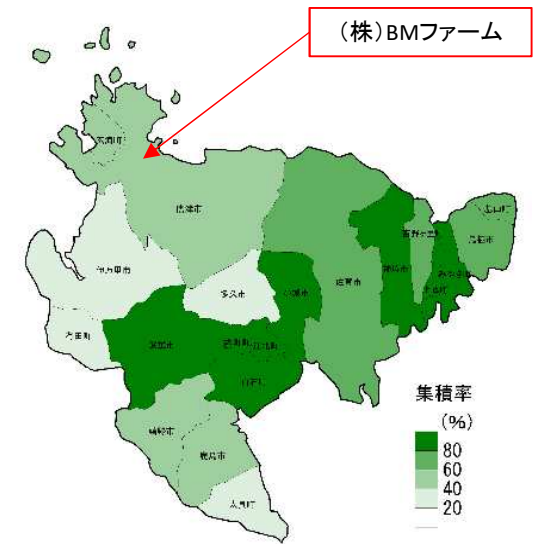 （株）BMファーム
玄海町
唐津市
伊万里市
多久市
有田町
武雄市
小城市
佐賀市
神埼市
吉野ヶ里町
基山町
鳥栖市
みやき町
上峰町
大町町
江北町
白石町
嬉野市
鹿島市
太良町
集積率
（%）
80
60
40
20